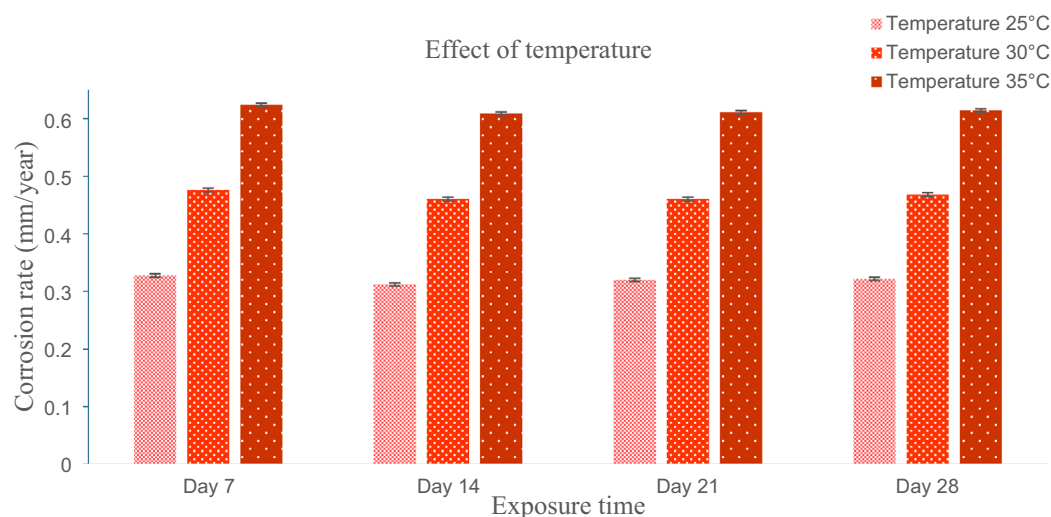 Temperature 25°C
Temperature 30°C
Temperature 35°C
Effect of temperature
Corrosion rate (mm/year)
0.6
0.5
0.4
0.3
0.2
0.1
0
Day 7
Day 14
Day 21
Day 28
Exposure time